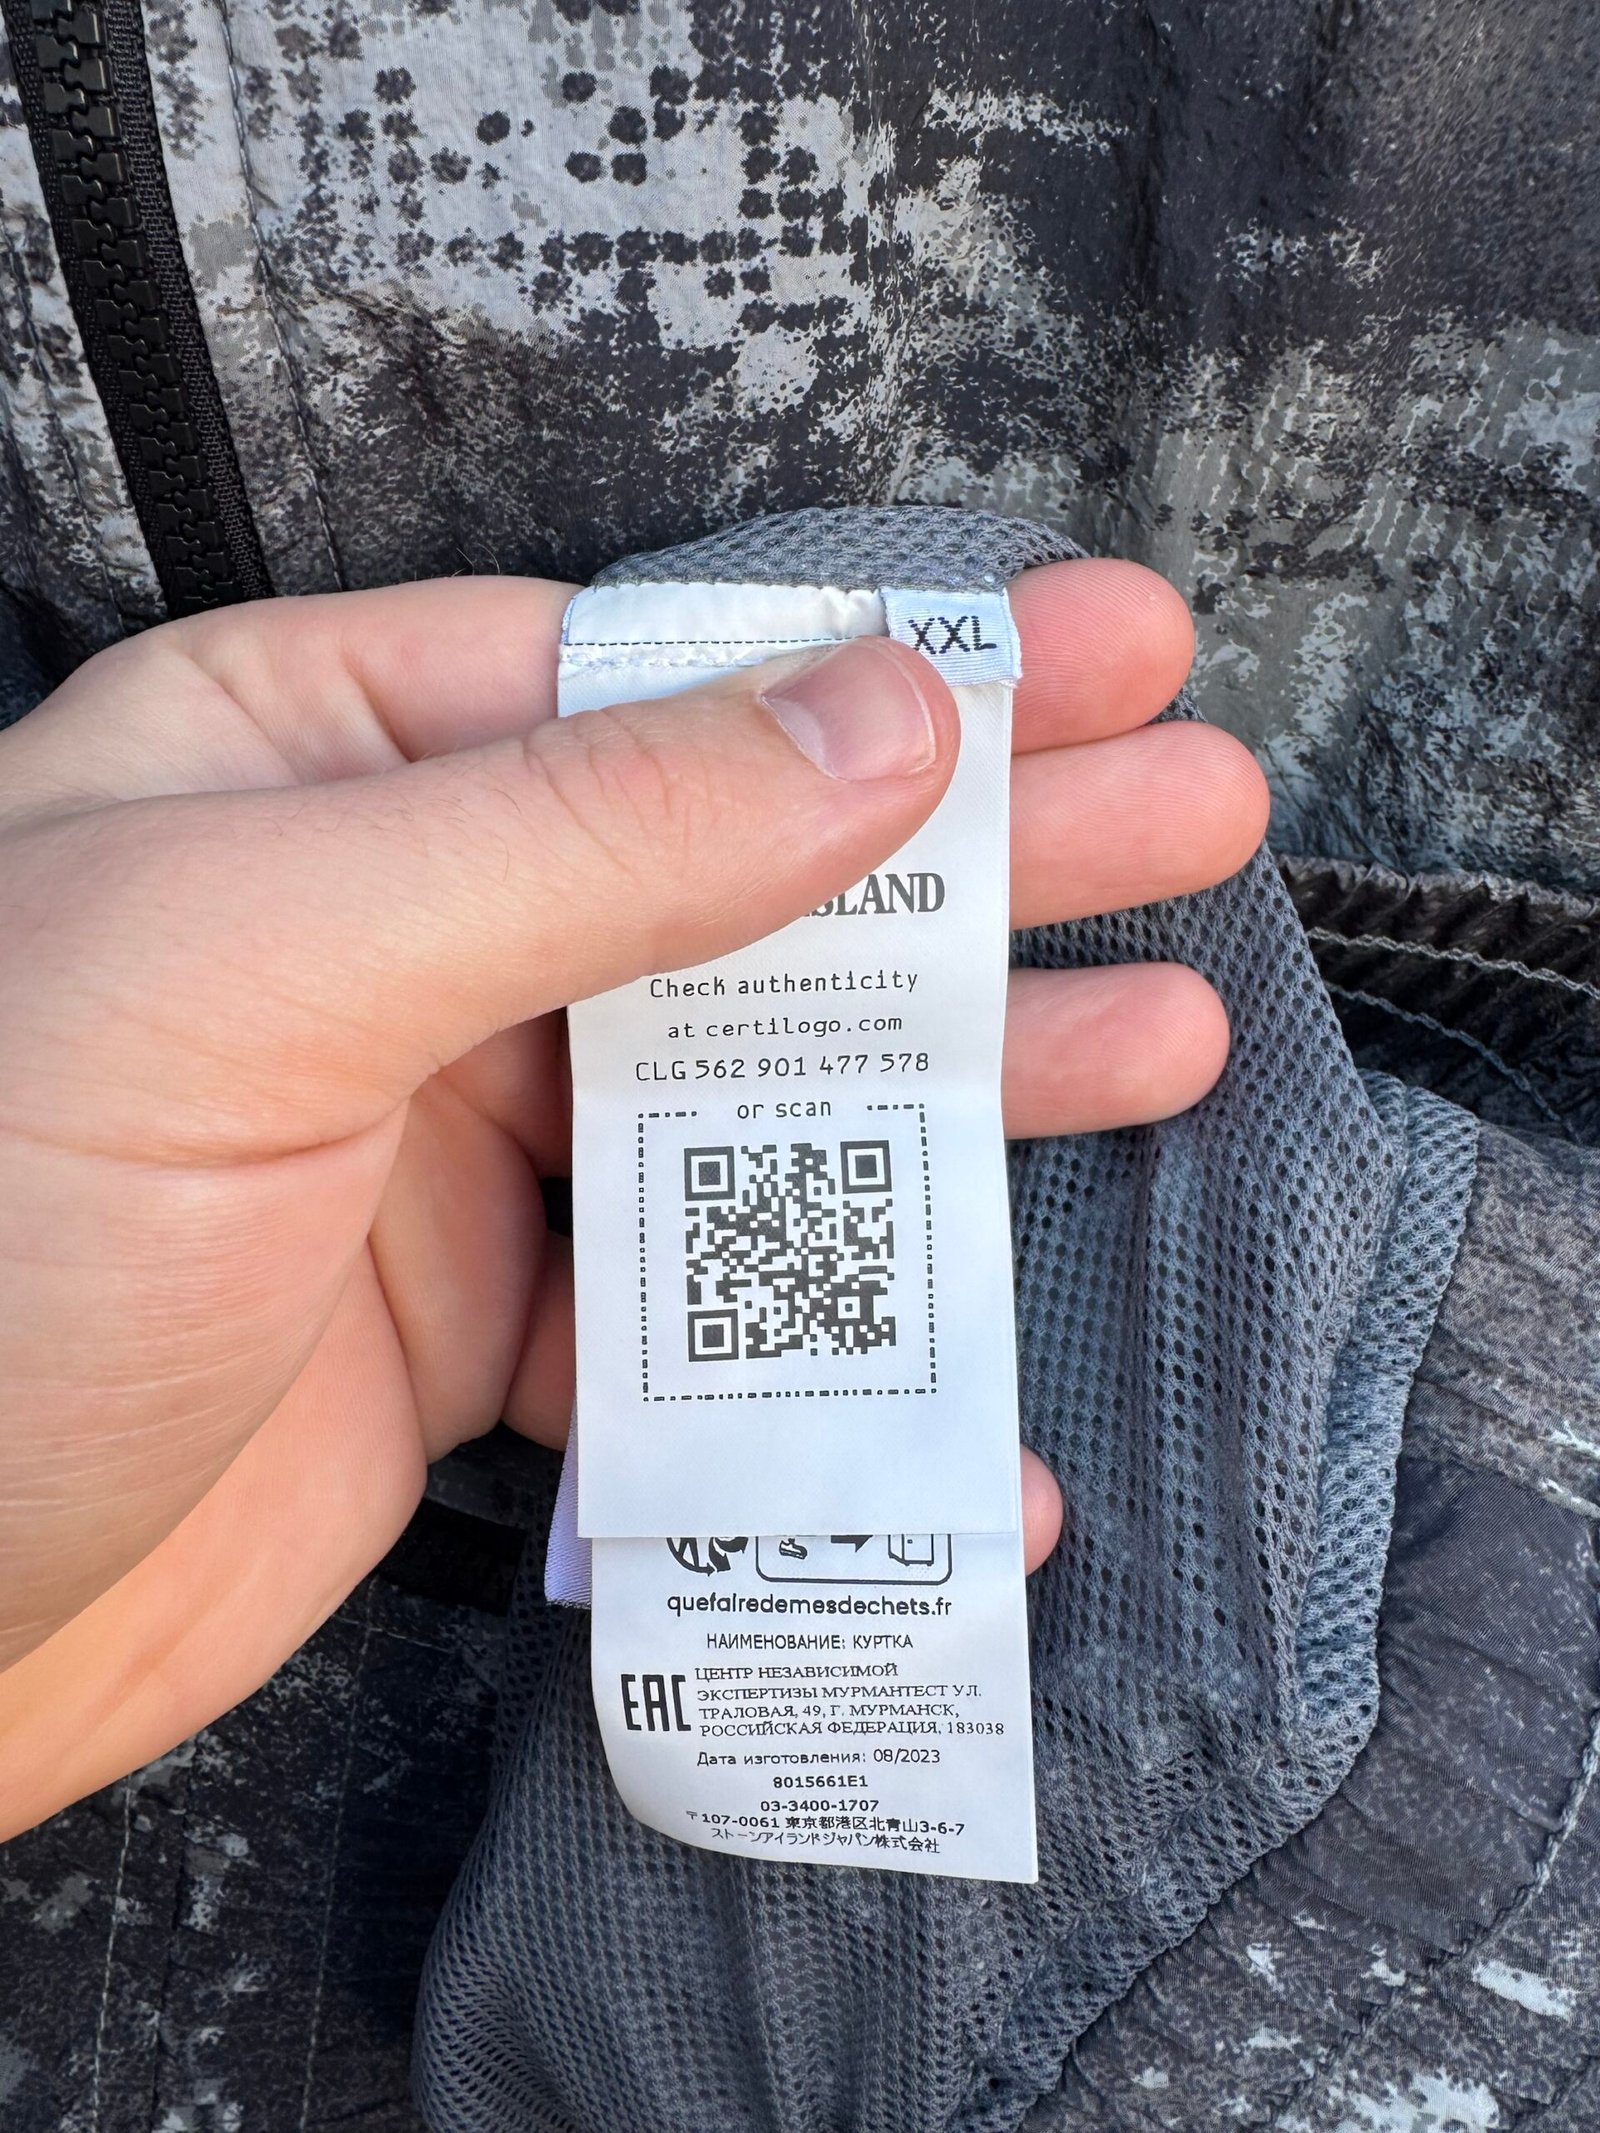 XXL
ISLAND
Check authenticity
at certilogo.com
CLG 562 901 477 578
or scan
quefairedemesdechets.fr
НАИМЕНОВАНИЕ: КУРТКА
EAC
ЦЕНТР НЕЗАВИСИМОЙ
ЭКСПЕРТИЗЫ МУРМАНТЕСТ УЛ.
ТРАЛОВАЯ, 49, Г. МУРМАНСК,
РОССИЙСКАЯ ФЕДЕРАЦИЯ, 183038
Дата изготовления: 08/2023
8015661E1
03-3400-1707
〒107-0061 東京都港区北青山3-6-7
ストーンアイランドジャパン株式会社